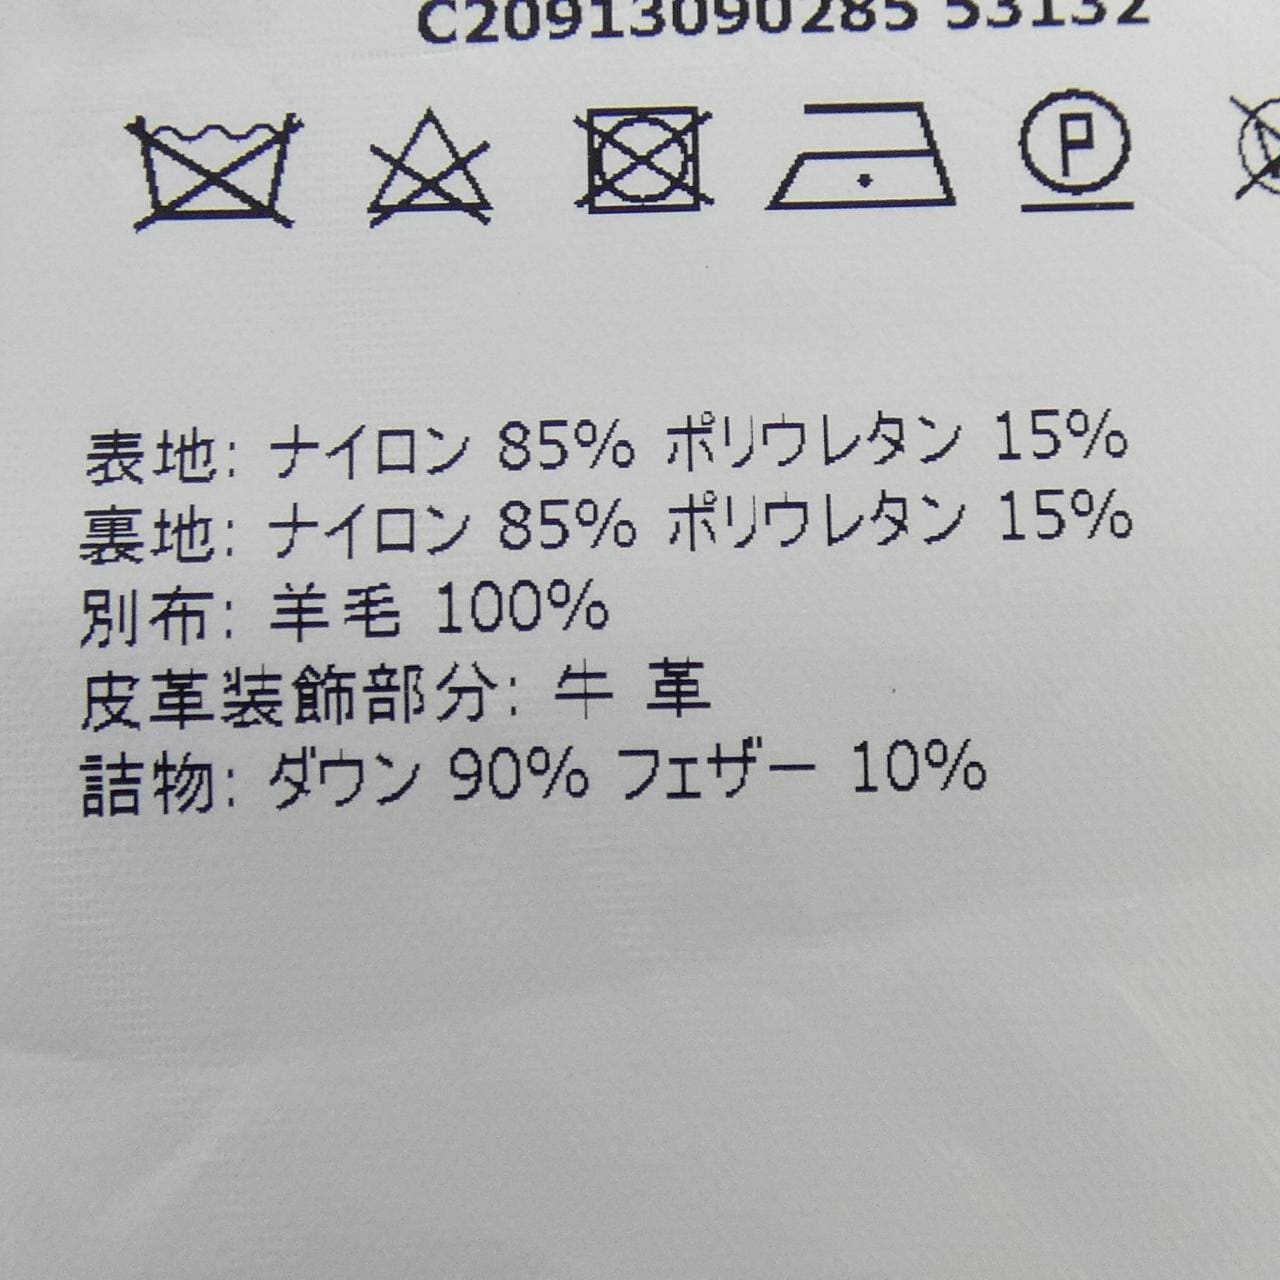 C20913090285 53132
P
表地: ナイロン 85% ポリウレタン 15%
裏地: ナイロン 85% ポリウレタン 15%
別布: 羊毛 100%
皮革装飾部分: 牛 革
詰物: ダウン 90% フェザー 10%